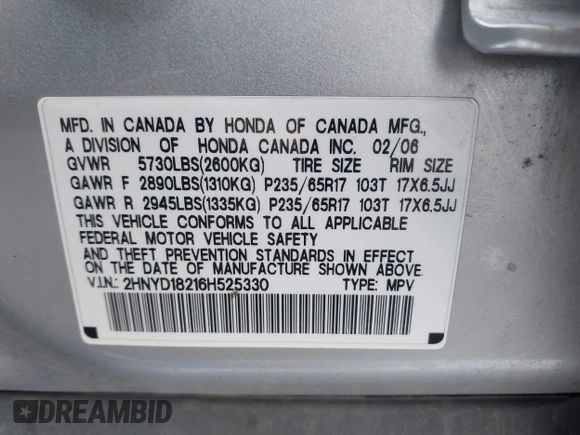 MFD. IN CANADA BY HONDA OF CANADA MFG.,
A DIVISION OF HONDA CANADA INC. 02/06
GVWR 5730LBS(2600KG) TIRE SIZE RIM SIZE
GAWR F 2890LBS(1310KG) P235/65R17 103T 17X6.5JJ
GAWR R 2945LBS(1335KG) P235/65R17 103T 17X6.5JJ
THIS VEHICLE CONFORMS TO ALL APPLICABLE
FEDERAL MOTOR VEHICLE SAFETY
AND THEFT PREVENTION STANDARDS IN EFFECT
ON THE DATE OF MANUFACTURE SHOWN ABOVE.
V.I.N.: 2HNYD18216H525330 TYPE: MPV
DREAMBID